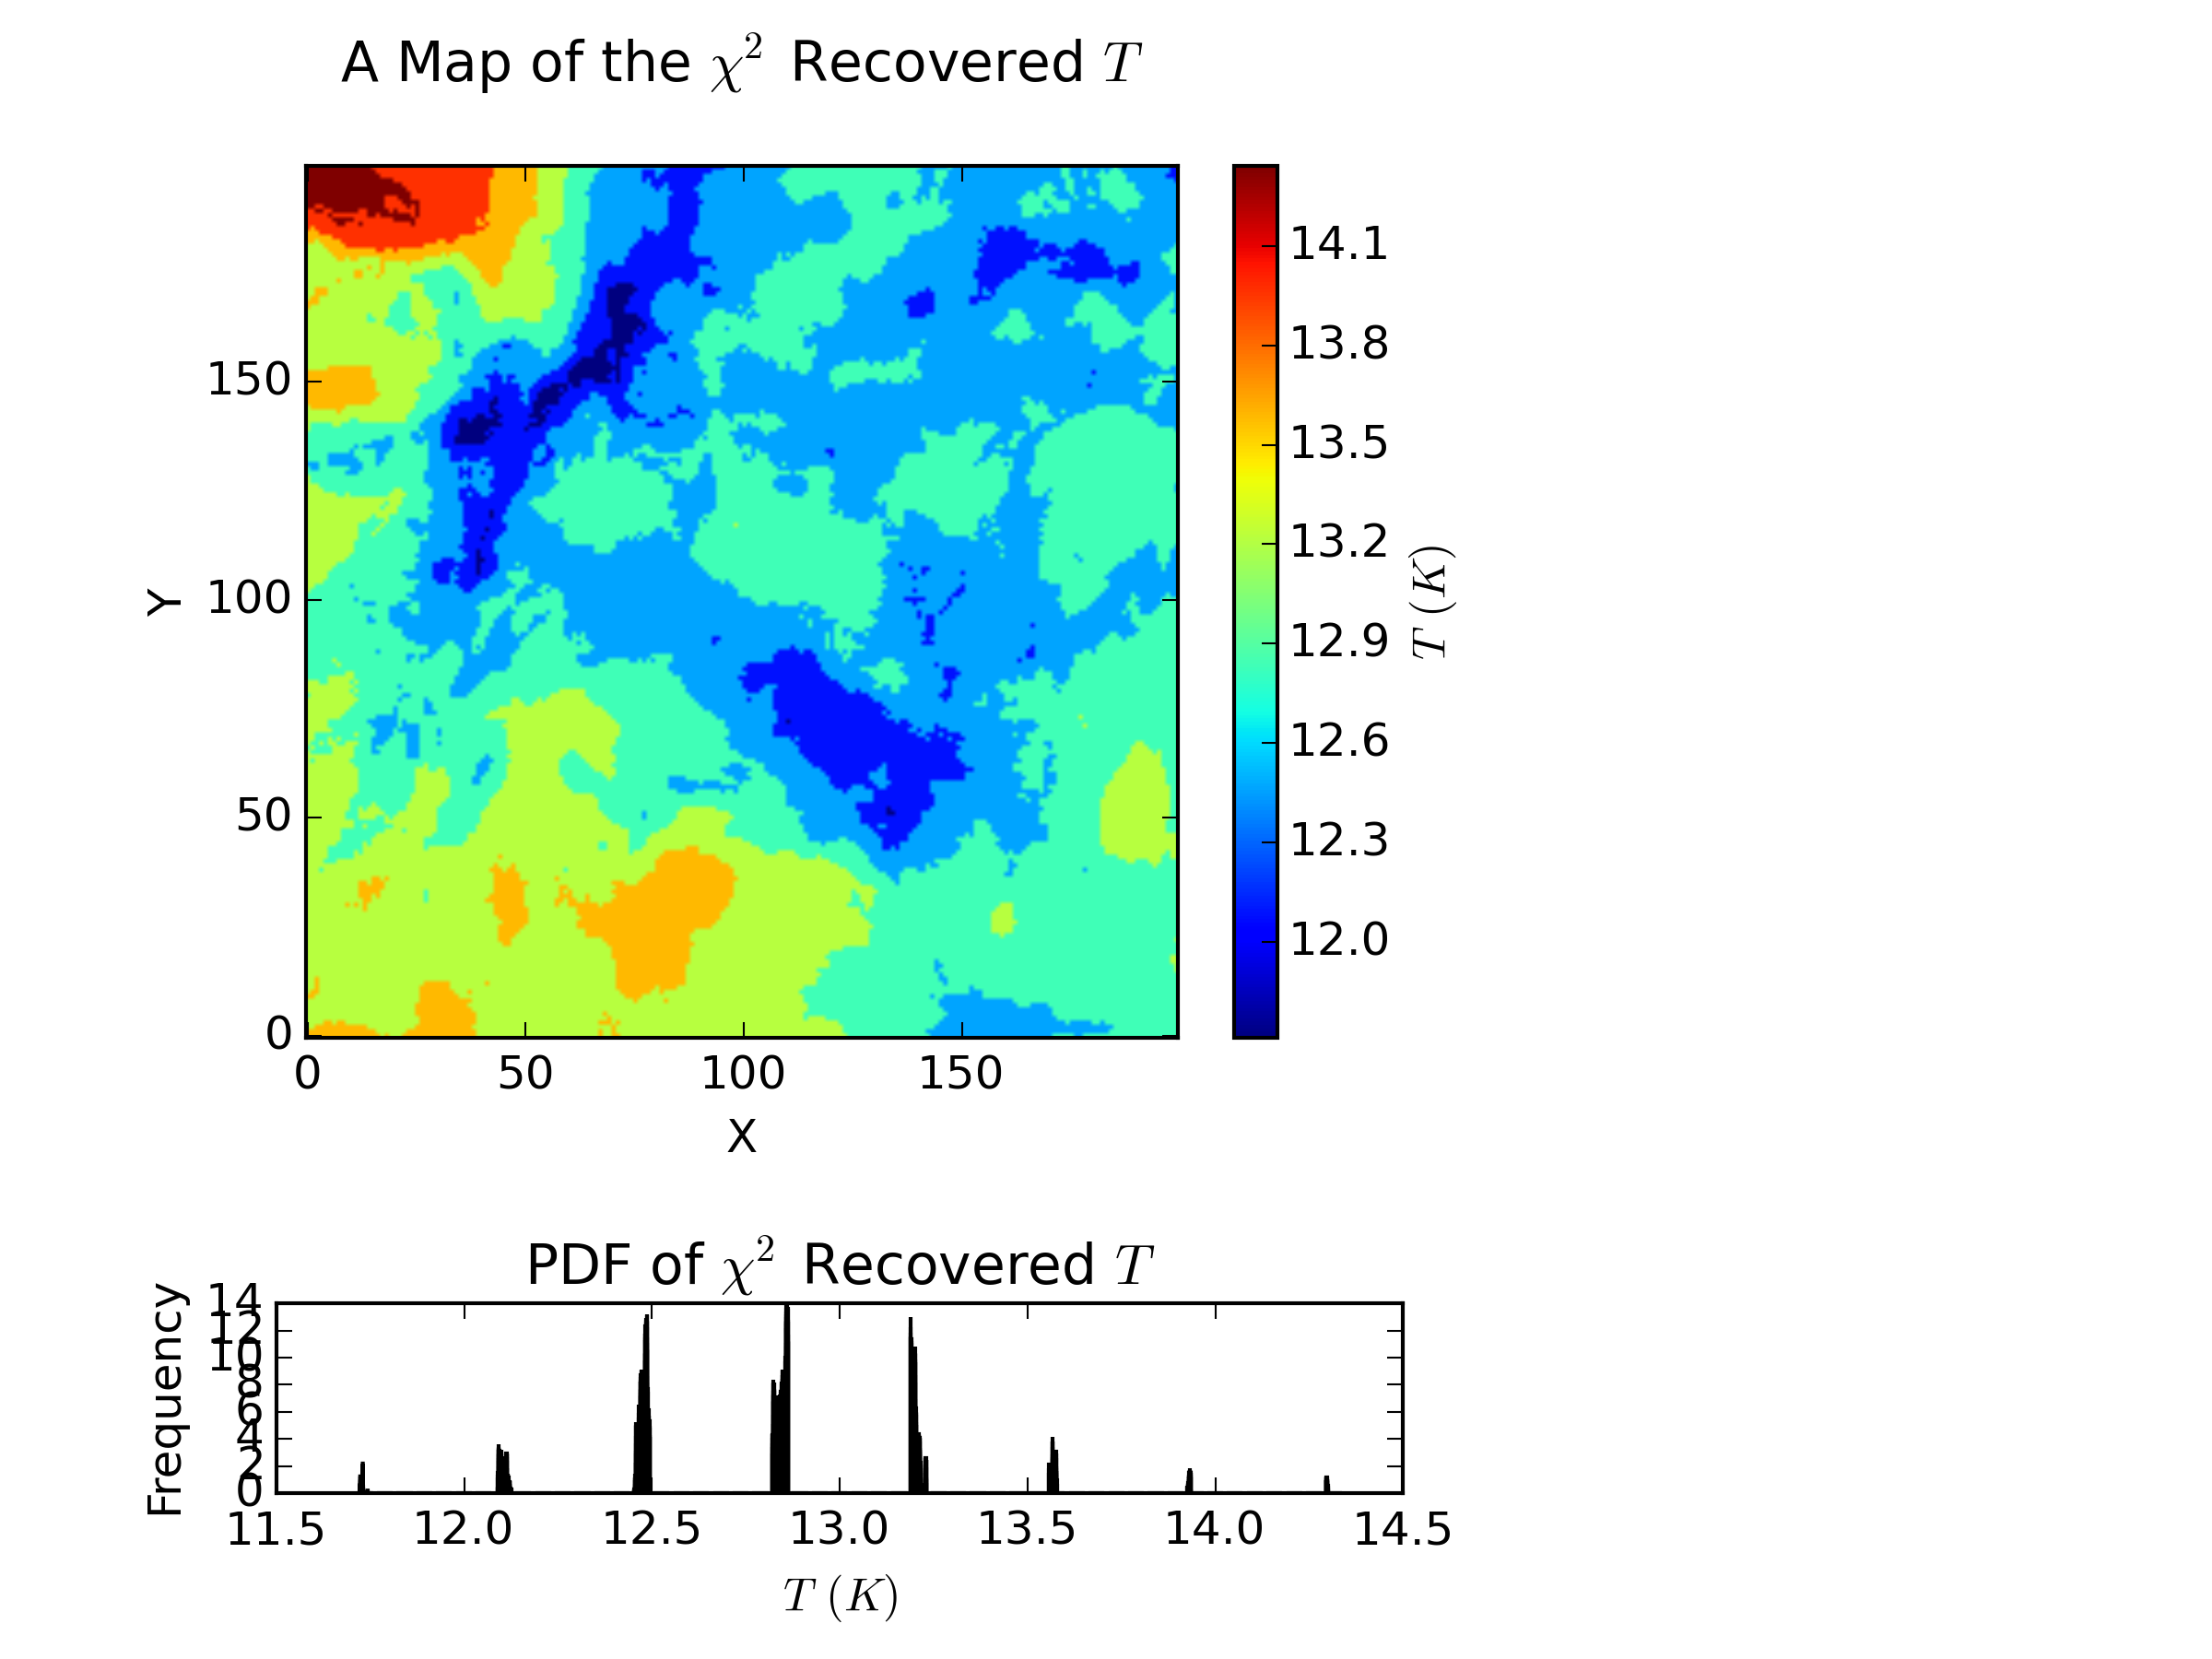 A Map of the χ² Recovered T
14.1
13.8
13.5
13.2
12.9
12.6
12.3
12.0
T (K)
150
100
50
0
Y
0 50 100 150
X
PDF of χ² Recovered T
Frequency
14
12
10
8
6
4
2
0
11.5 12.0 12.5 13.0 13.5 14.0 14.5
T (K)